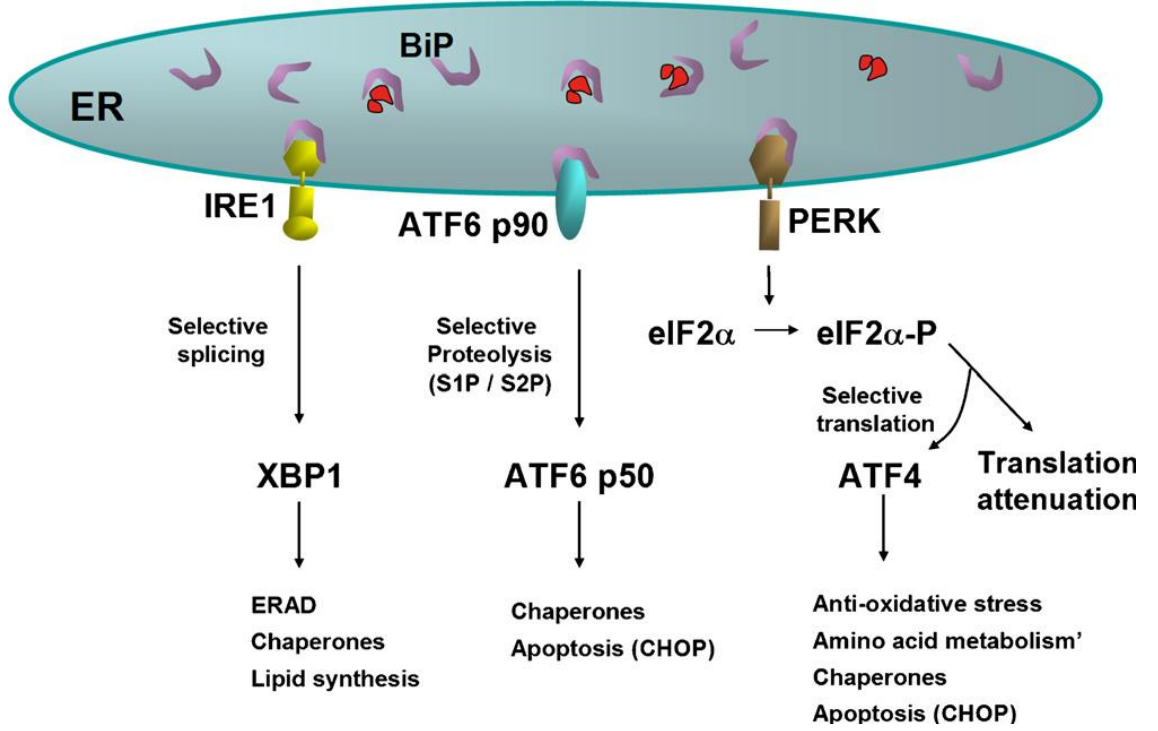 BiP
ER
IRE1
ATF6 p90
PERK
Selective
splicing
Selective
Proteolysis
(S1P / S2P)
eIF2α
eIF2α-P
Selective
translation
XBP1
ATF6 p50
ATF4
Translation
attenuation
ERAD
Chaperones
Lipid synthesis
Chaperones
Apoptosis (CHOP)
Anti-oxidative stress
Amino acid metabolism’
Chaperones
Apoptosis (CHOP)